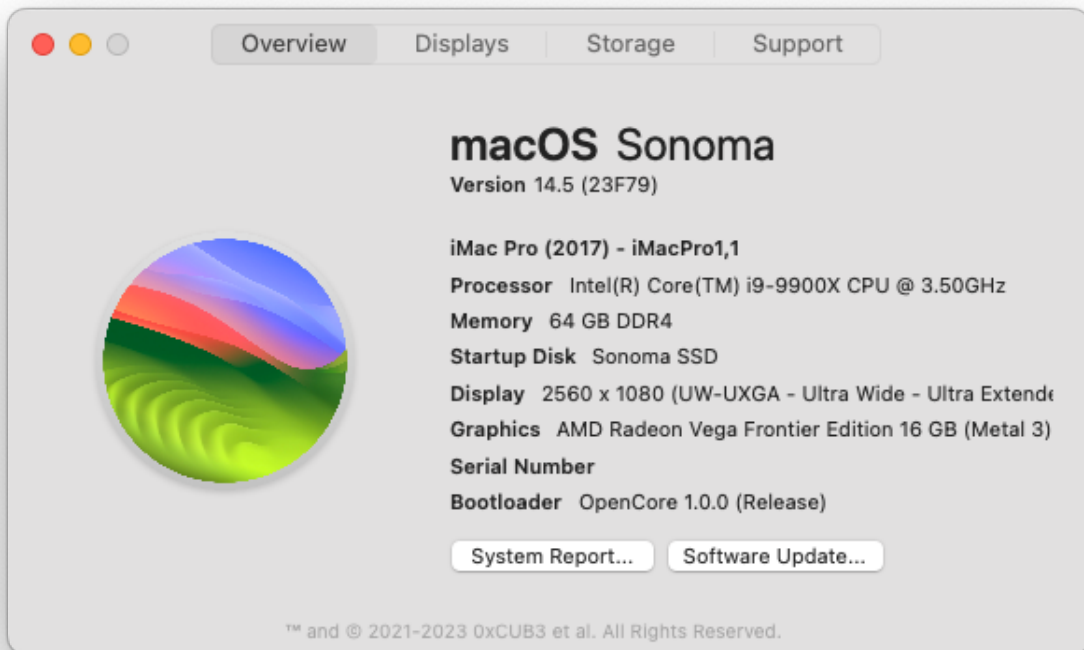 Overview Displays Storage Support
macOS Sonoma
Version 14.5 (23F79)
iMac Pro (2017) - iMacPro1,1
Processor Intel(R) Core(TM) i9-9900X CPU @ 3.50GHz
Memory 64 GB DDR4
Startup Disk Sonoma SSD
Display 2560 x 1080 (UW-UXGA - Ultra Wide - Ultra Extende
Graphics AMD Radeon Vega Frontier Edition 16 GB (Metal 3)
Serial Number
Bootloader OpenCore 1.0.0 (Release)
System Report... Software Update...
™ and © 2021-2023 0xCUB3 et al. All Rights Reserved.